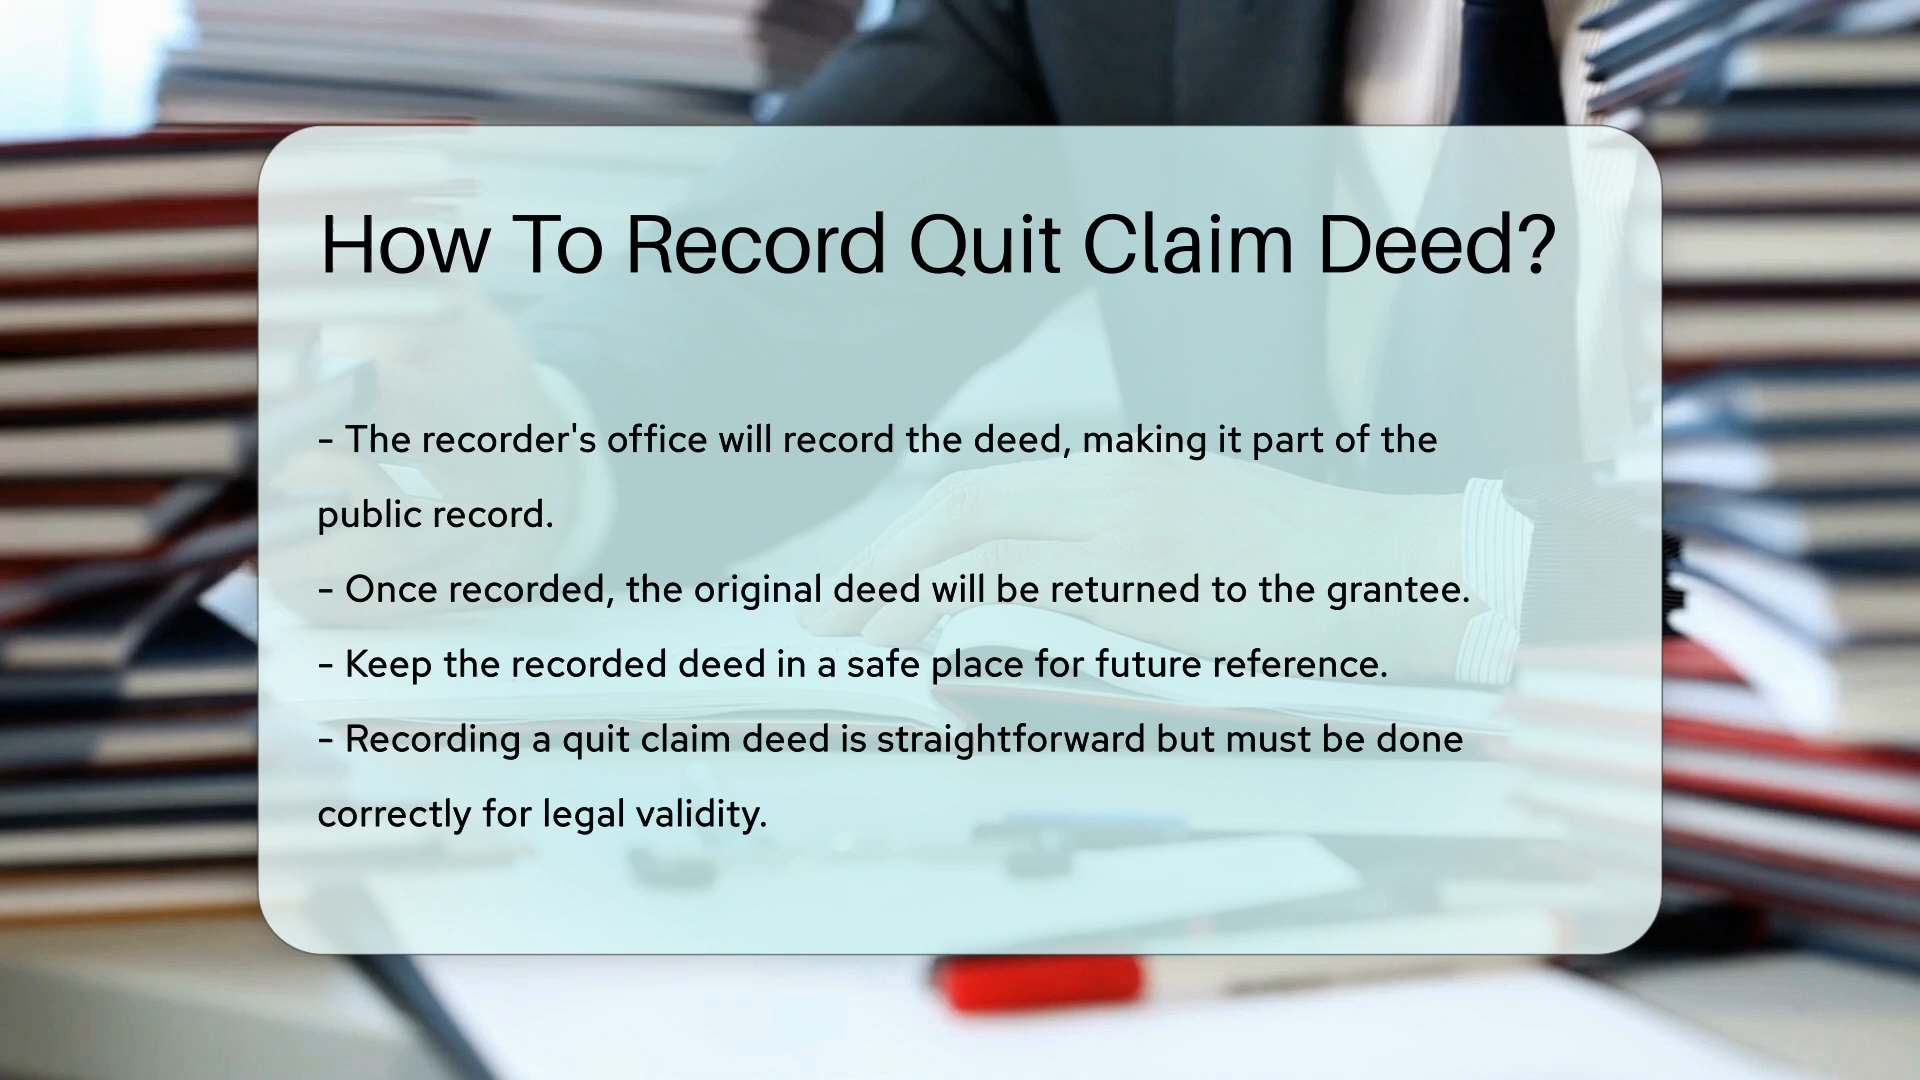 How To Record Quit Claim Deed?
- The recorder's office will record the deed, making it part of the
public record.
- Once recorded, the original deed will be returned to the grantee.
- Keep the recorded deed in a safe place for future reference.
- Recording a quit claim deed is straightforward but must be done
correctly for legal validity.